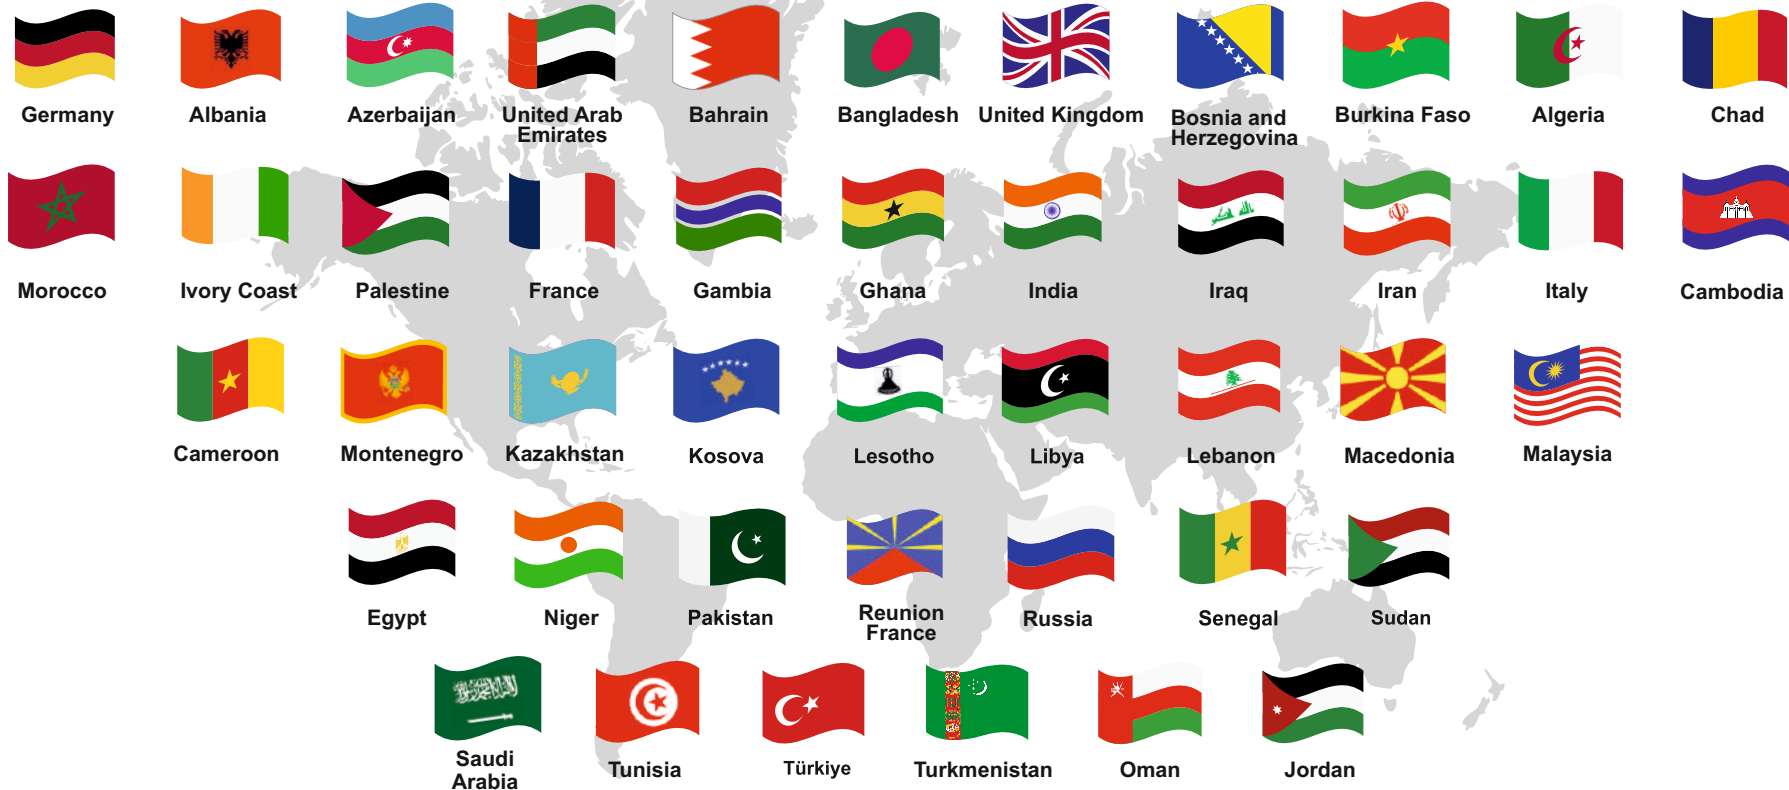 Germany
Albania
Azerbaijan
United Arab
Emirates
Bahrain
Bangladesh
United Kingdom
Bosnia and
Herzegovina
Burkina Faso
Algeria
Chad
Morocco
Ivory Coast
Palestine
France
Gambia
Ghana
India
Iraq
Iran
Italy
Cambodia
Cameroon
Montenegro
Kazakhstan
Kosova
Lesotho
Libya
Lebanon
Macedonia
Malaysia
Egypt
Niger
Pakistan
Reunion
France
Russia
Senegal
Sudan
Saudi
Arabia
Tunisia
Türkiye
Turkmenistan
Oman
Jordan